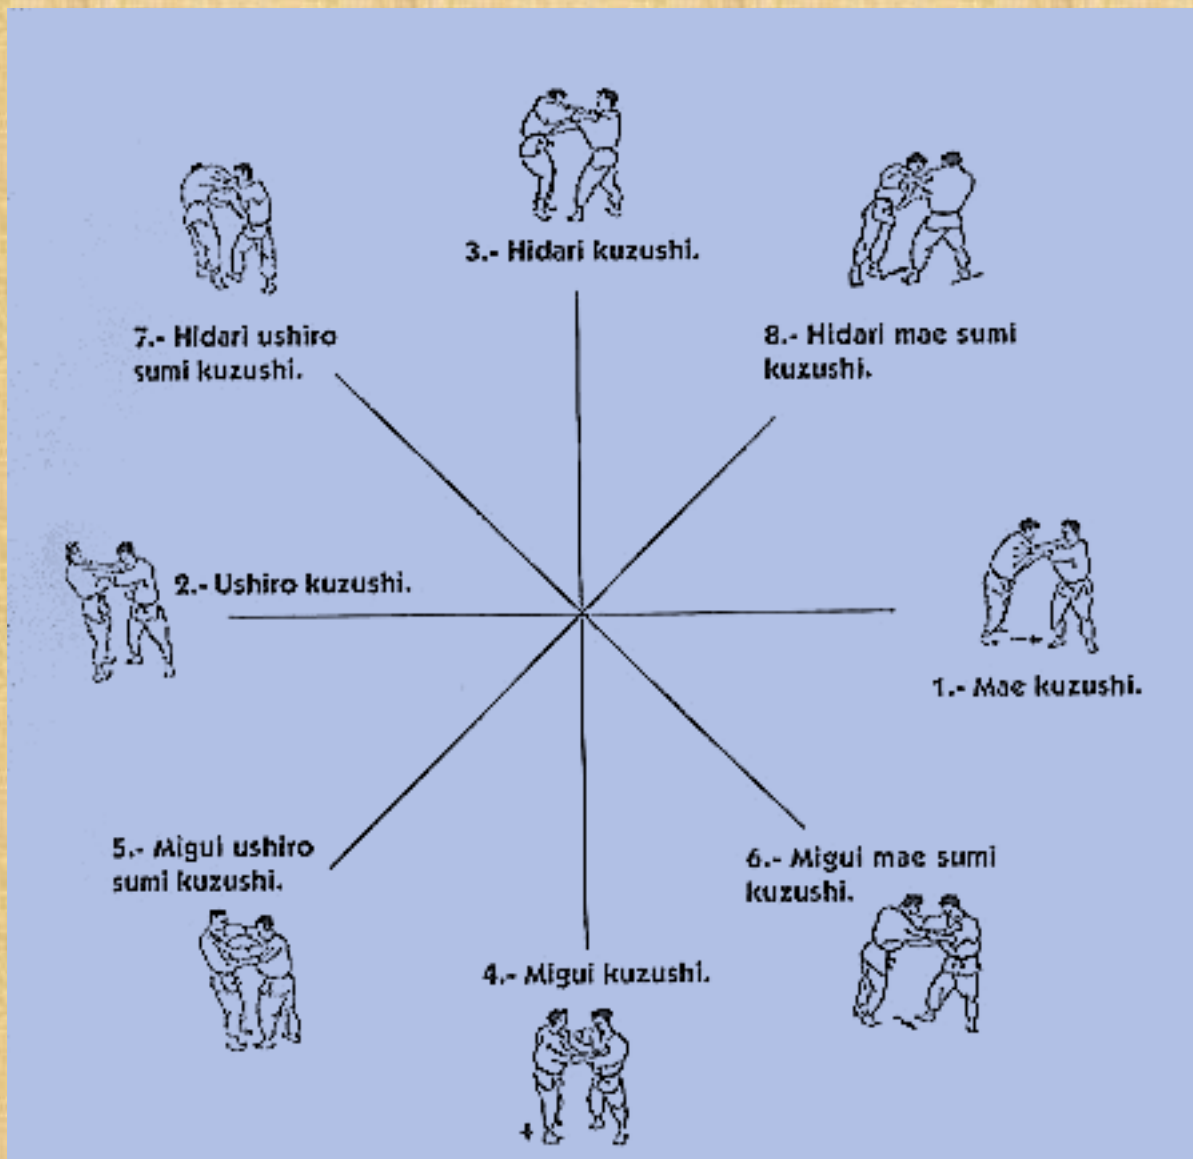 3.- Hidari kuzushi.
7.- Hidari ushiro
sumi kuzushi.
8.- Hidari mae sumi
kuzushi.
2.- Ushiro kuzushi.
1.- Mae kuzushi.
5.- Migui ushiro
sumi kuzushi.
6.- Migui mae sumi
kuzushi.
4.- Migui kuzushi.